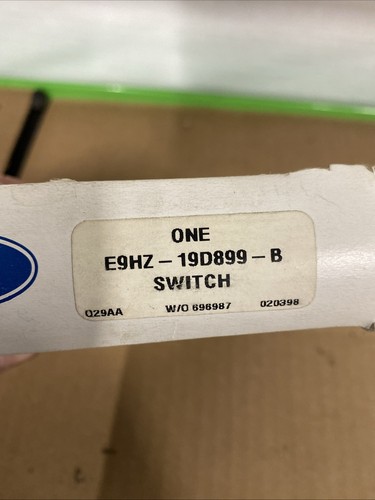 ONE
E9HZ-19D899-B
SWITCH
Q29AA W/O 696987 020398